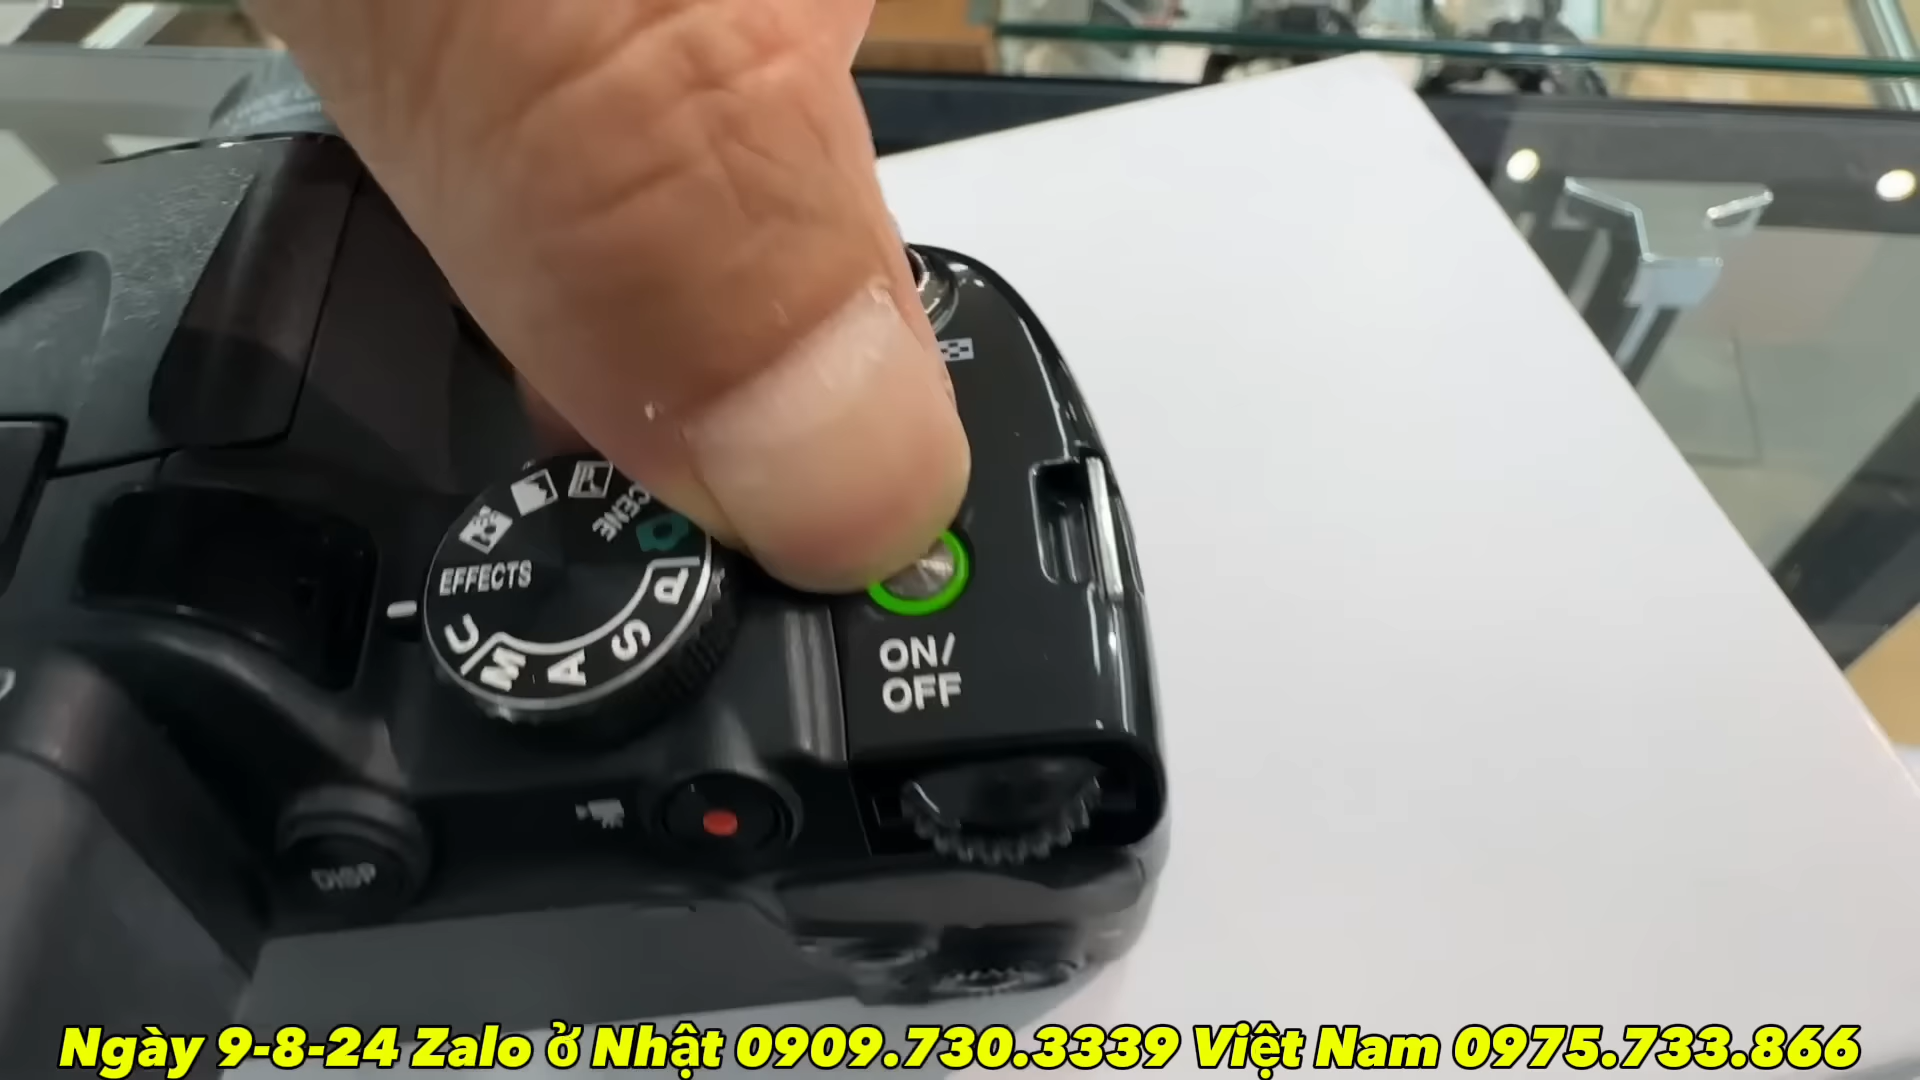 SCENE
EFFECTS
U
M
A
S
P
ON/
OFF
DISP
Ngày 9-8-24 Zalo ở Nhật 0909.730.3339 Việt Nam 0975.733.866